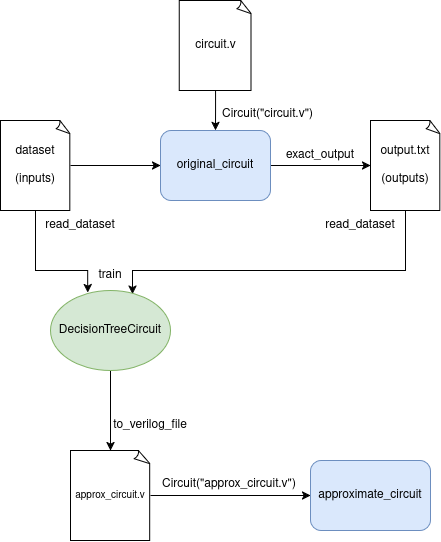 circuit.v
Circuit("circuit.v")
dataset
(inputs)
original_circuit
exact_output
output.txt
(outputs)
read_dataset
read_dataset
train
DecisionTreeCircuit
to_verilog_file
approx_circuit.v
Circuit("approx_circuit.v")
approximate_circuit